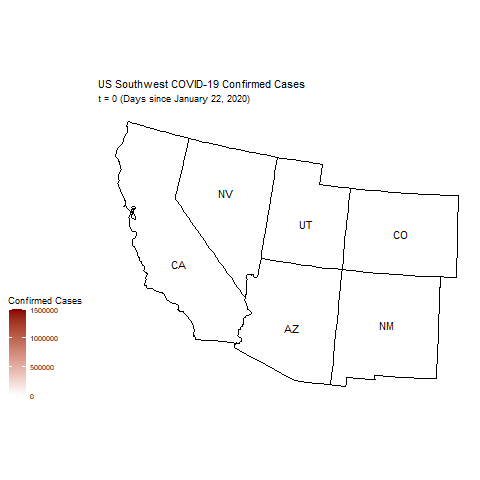 US Southwest COVID-19 Confirmed Cases
t = 0 (Days since January 22, 2020)
NV
UT
CO
CA
AZ
NM
Confirmed Cases
1500000
1000000
500000
0